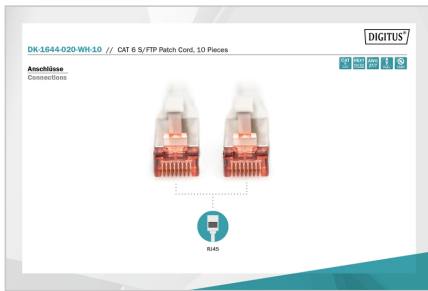 DIGITUS®
DK-1644-020-WH-10 // CAT 6 S/FTP Patch Cord, 10 Pieces
Anschlüsse
Connections
RJ45